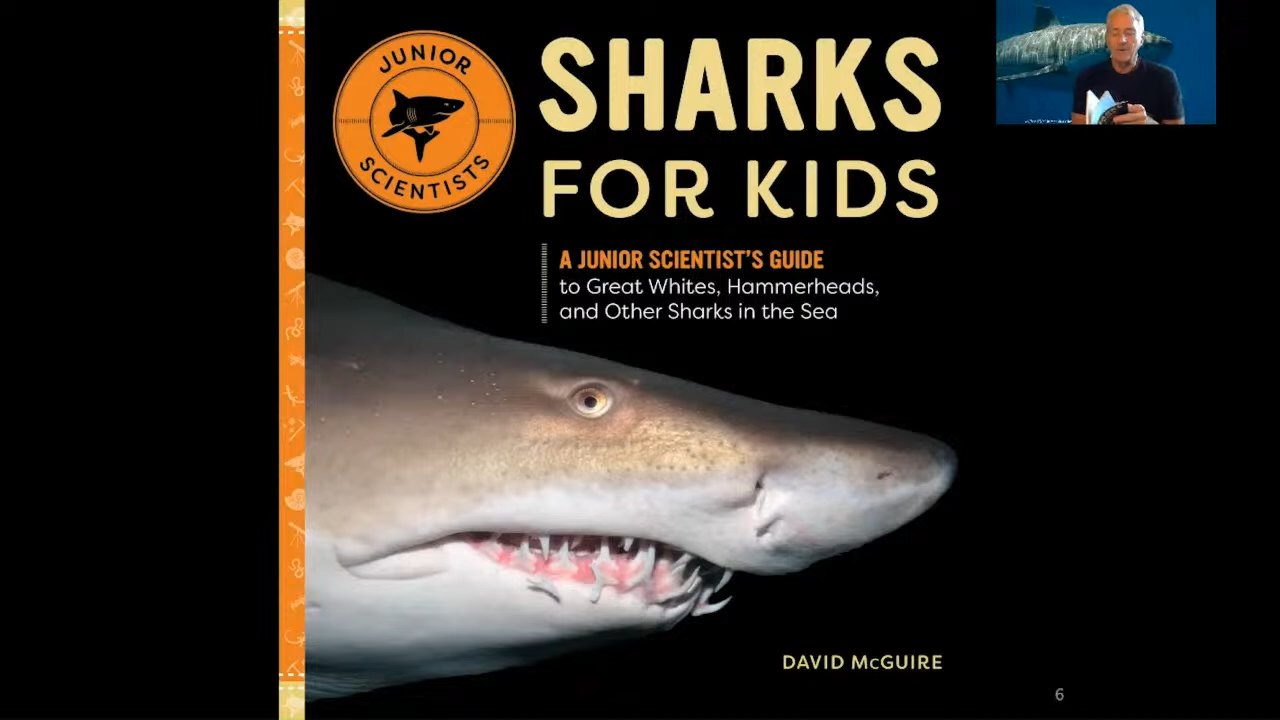 JUNIOR
SCIENTISTS
SHARKS
FOR KIDS
A JUNIOR SCIENTIST'S GUIDE
to Great Whites, Hammerheads,
and Other Sharks in the Sea
DAVID McGUIRE
6